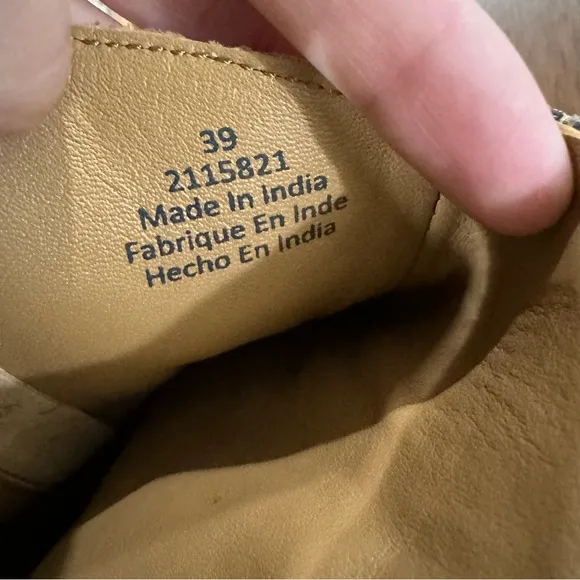 39
2115821
Made In India
Fabrique En Inde
Hecho En India